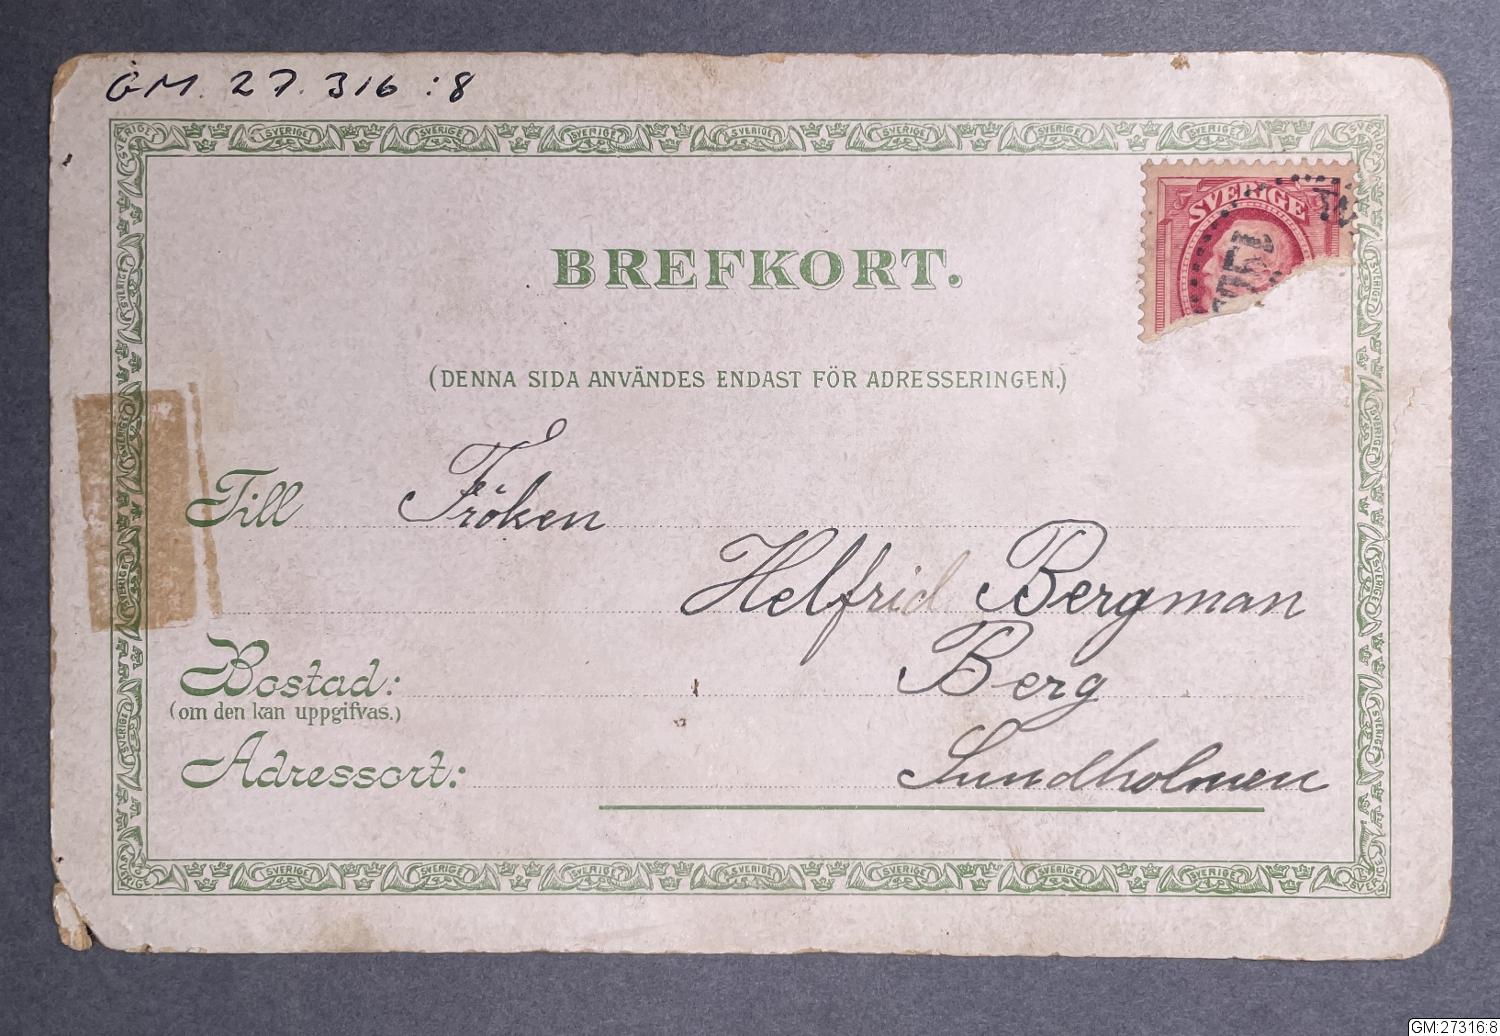 GM. 27.316 :8
SVERIGE
BREFKORT.
(DENNA SIDA ANVÄNDES ENDAST FÖR ADRESSERINGEN.)
Till Fröken
Helfrid Bergman
Bostad: Berg
(om den kan uppgifvas.)
Adressort: Sundholmen
GM:27316:8